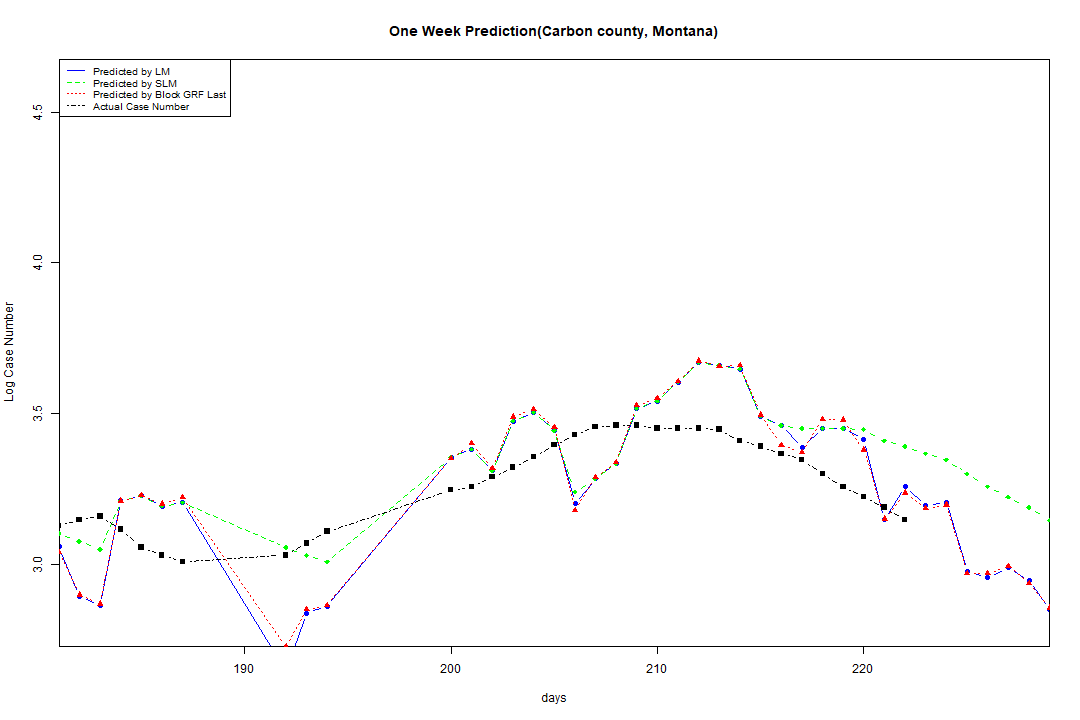 One Week Prediction(Carbon county, Montana)
Predicted by LM
Predicted by SLM
Predicted by Block GRF Last
Actual Case Number
4.5
4.0
3.5
3.0
Log Case Number
190 200 210 220
days